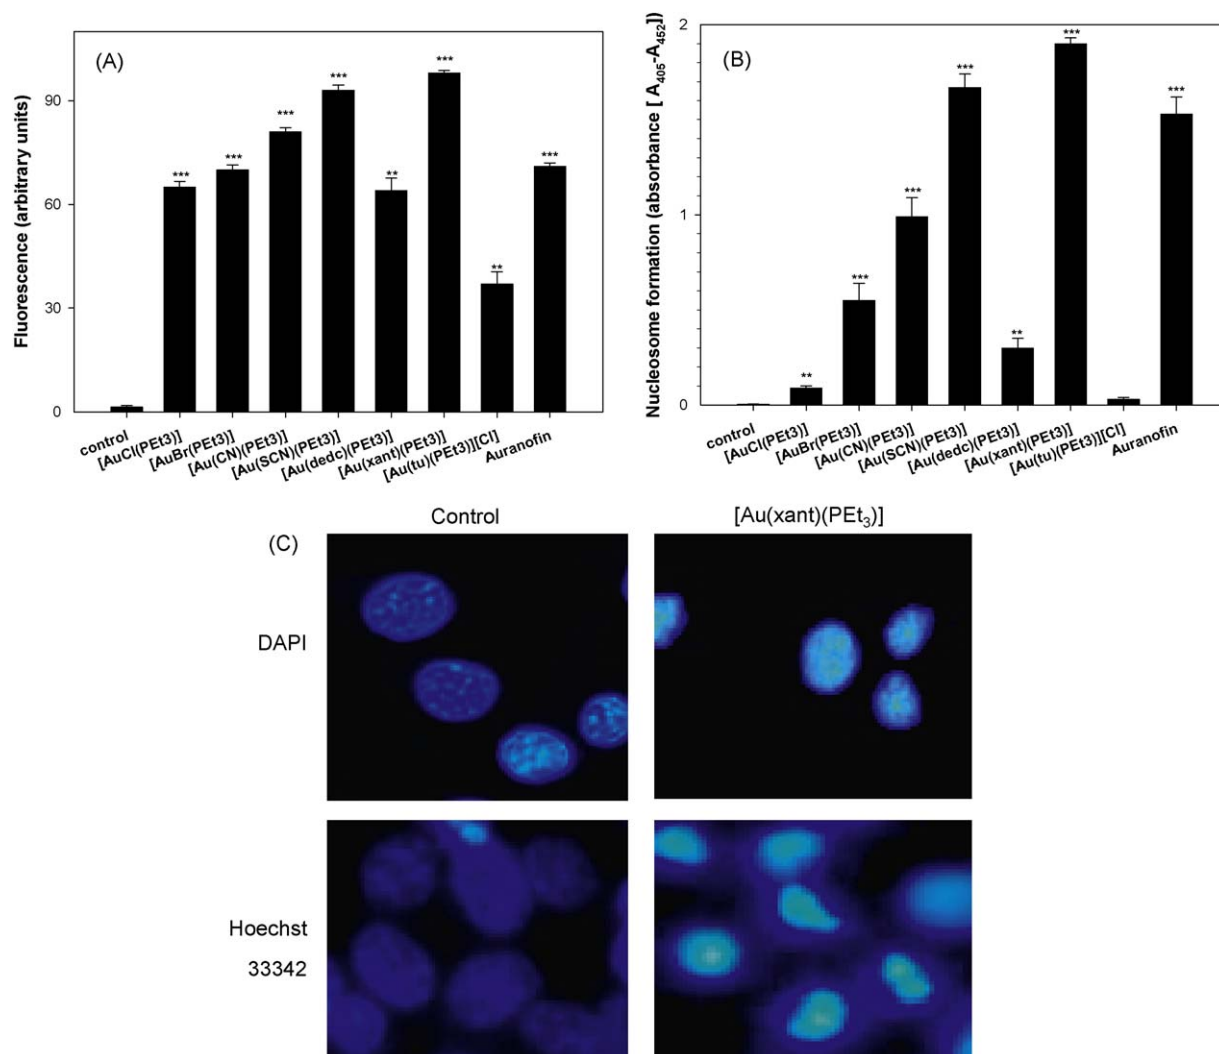 (A)
Fluorescence (arbitrary units)
90
60
30
0
***
***
***
***
**
***
**
***
control
[AuCl(PEt3)]
[AuBr(PEt3)]
[Au(CN)(PEt3)]
[Au(SCN)(PEt3)]
[Au(dedc)(PEt3)]
[Au(xant)(PEt3)]
[Au(tu)(PEt3)][Cl]
Auranofin
(B)
Nucleosome formation (absorbance [ A405-A452])
2
1
0
**
***
***
***
**
***
***
control
[AuCl(PEt3)]
[AuBr(PEt3)]
[Au(CN)(PEt3)]
[Au(SCN)(PEt3)]
[Au(dedc)(PEt3)]
[Au(xant)(PEt3)]
[Au(tu)(PEt3)][Cl]
Auranofin
(C)
Control
[Au(xant)(PEt3)]
DAPI
Hoechst
33342